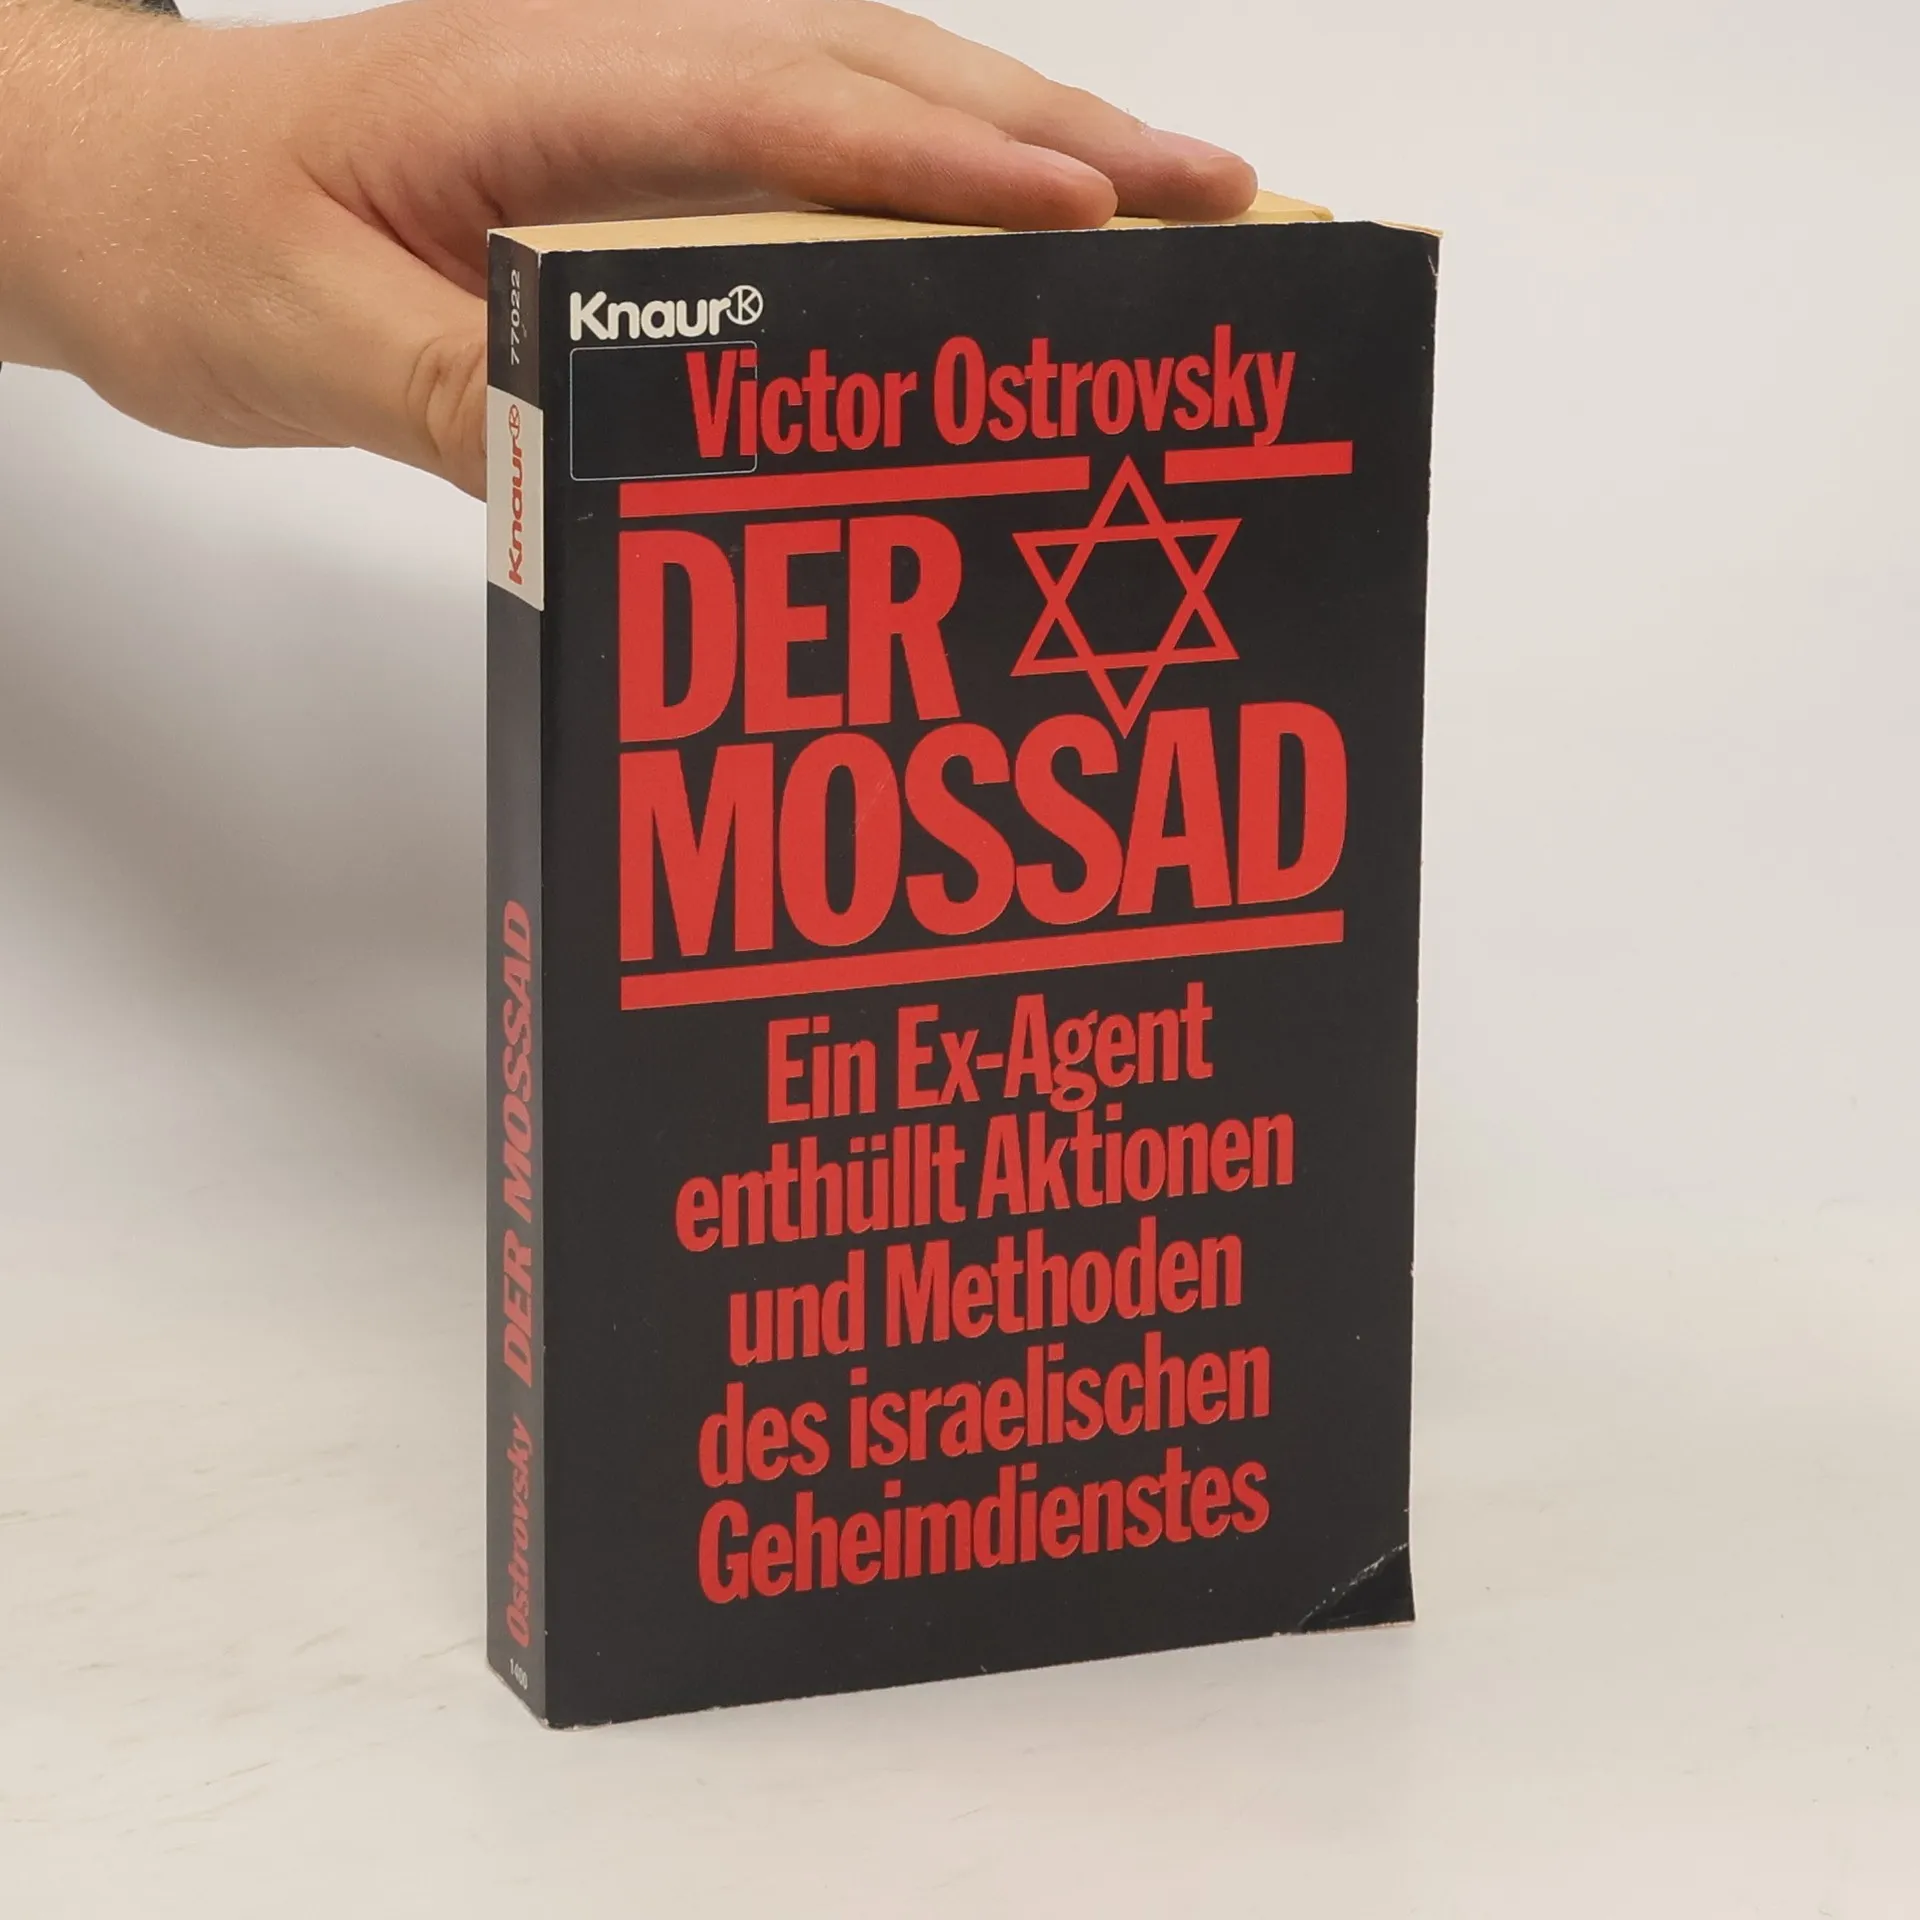 Knaur
Victor Ostrovsky
DER
MOSSAD
Ein Ex-Agent
enthüllt Aktionen
und Methoden
des israelischen
Geheimdienstes
77022
Knaur
Ostrovsky DER MOSSAD
1400